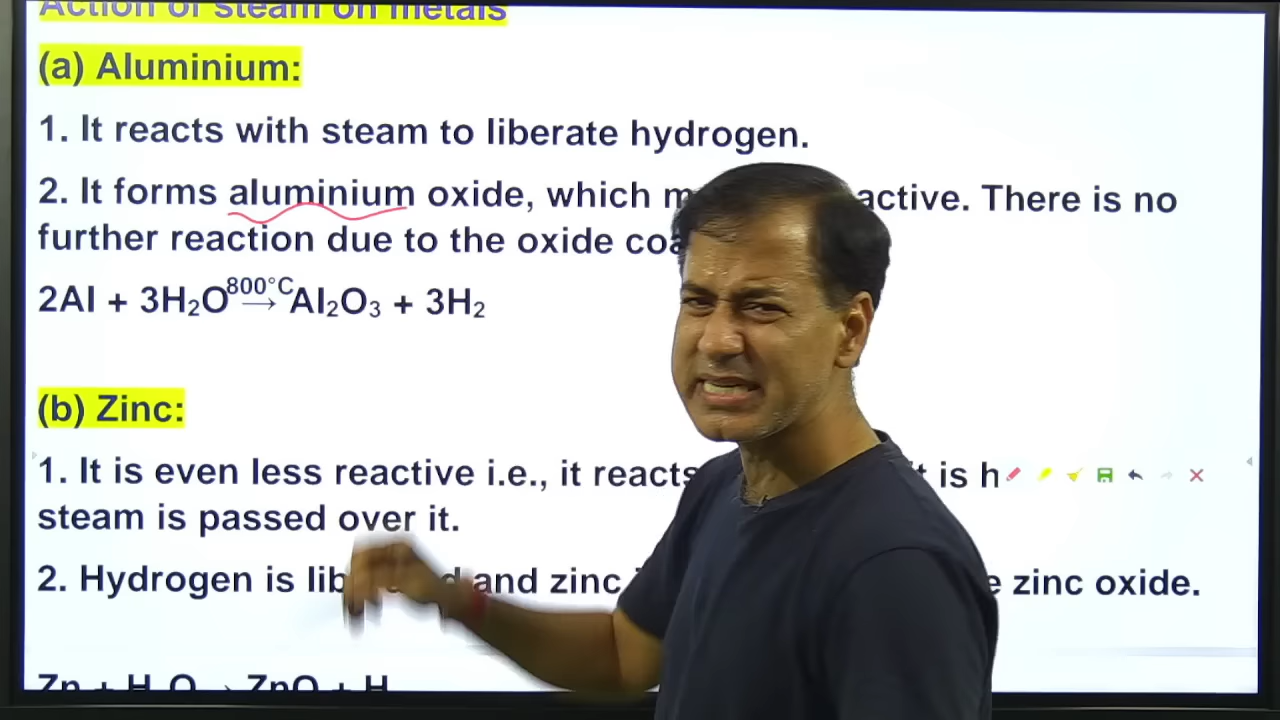 Action of steam on metals
(a) Aluminium:
1. It reacts with steam to liberate hydrogen.
2. It forms aluminium oxide, which active. There is no
further reaction due to the oxide
2Al + 3H₂O 800°C → Al₂O₃ + 3H₂
(b) Zinc:
1. It is even less reactive i.e., it reacts is
steam is passed over it.
2. Hydrogen is and zinc zinc oxide.
Zn + H₂O → ZnO + H